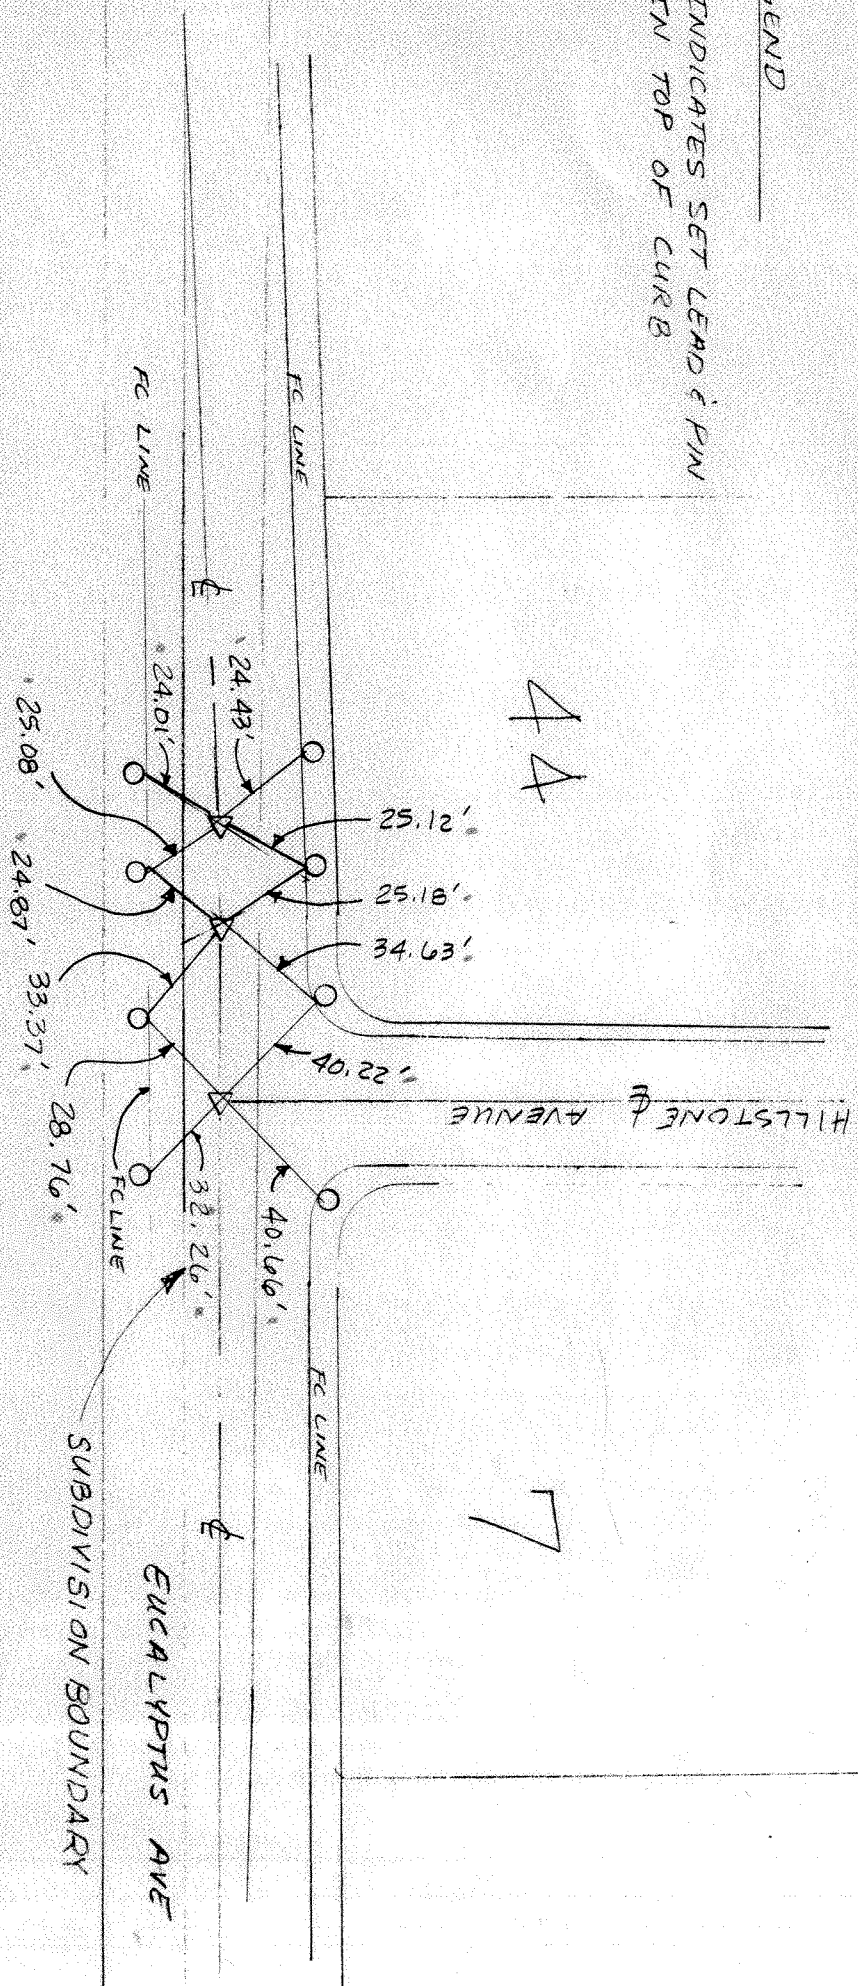 END
INDICATES SET LEAD & PIN
IN TOP OF CURB
FC LINE
FC LINE
℄
44
24.43'
24.01'
25.08'
25.12'
25.18'
24.87'
34.63'
33.37'
40.22'
28.76'
HILLSTONE ℄ AVENUE
FC LINE
32.26'
40.66'
FC LINE
7
℄
SUBDIVISION BOUNDARY
EUCALYPTUS AVE